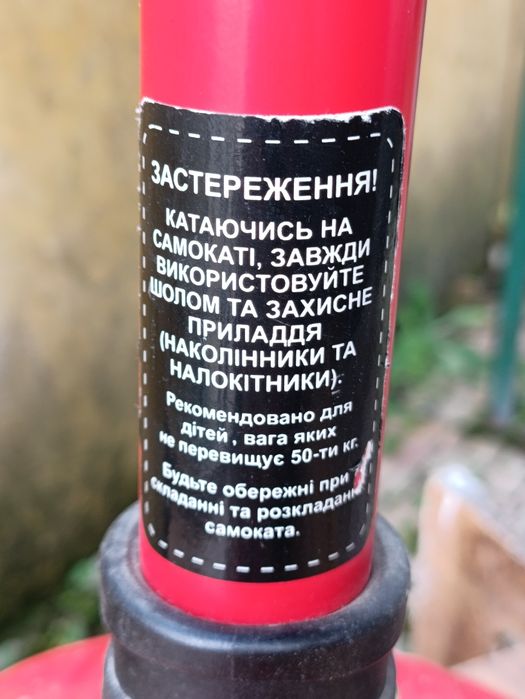 ЗАСТЕРЕЖЕННЯ!
КАТАЮЧИСЬ НА
САМОКАТІ, ЗАВЖДИ
ВИКОРИСТОВУЙТЕ
ШОЛОМ ТА ЗАХИСНЕ
ПРИЛАДДЯ
(НАКОЛІННИКИ ТА
НАЛОКІТНИКИ).
Рекомендовано для
дітей , вага яких
не перевищує 50-ти кг.
Будьте обережні при
складанні та розкладанні
самоката.